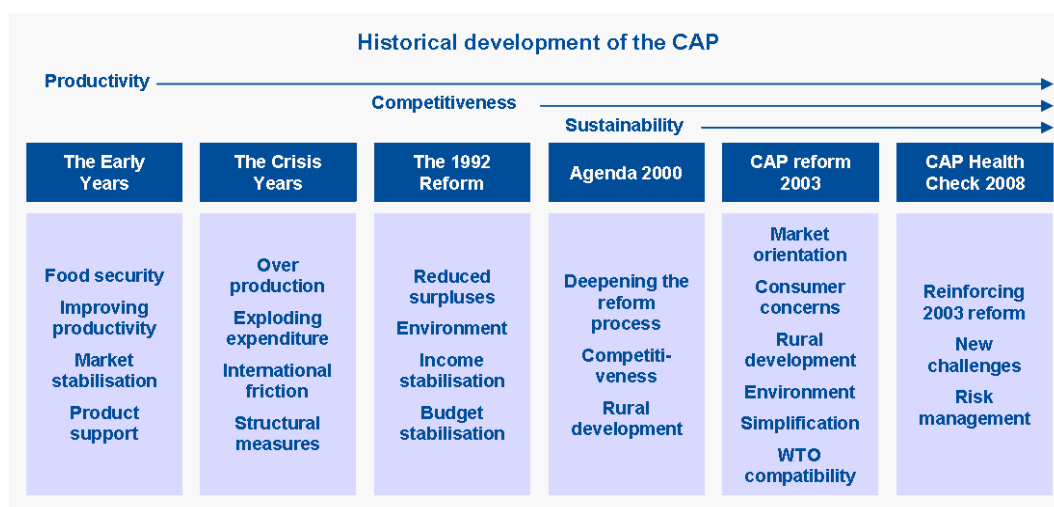 Historical development of the CAP
Productivity
Competitiveness
Sustainability
The Early
Years
The Crisis
Years
The 1992
Reform
Agenda 2000
CAP reform
2003
CAP Health
Check 2008
Food security
Improving
productivity
Market
stabilisation
Product
support
Over
production
Exploding
expenditure
International
friction
Structural
measures
Reduced
surpluses
Environment
Income
stabilisation
Budget
stabilisation
Deepening the
reform
process
Competiti-
veness
Rural
development
Market
orientation
Consumer
concerns
Rural
development
Environment
Simplification
WTO
compatibility
Reinforcing
2003 reform
New
challenges
Risk
management